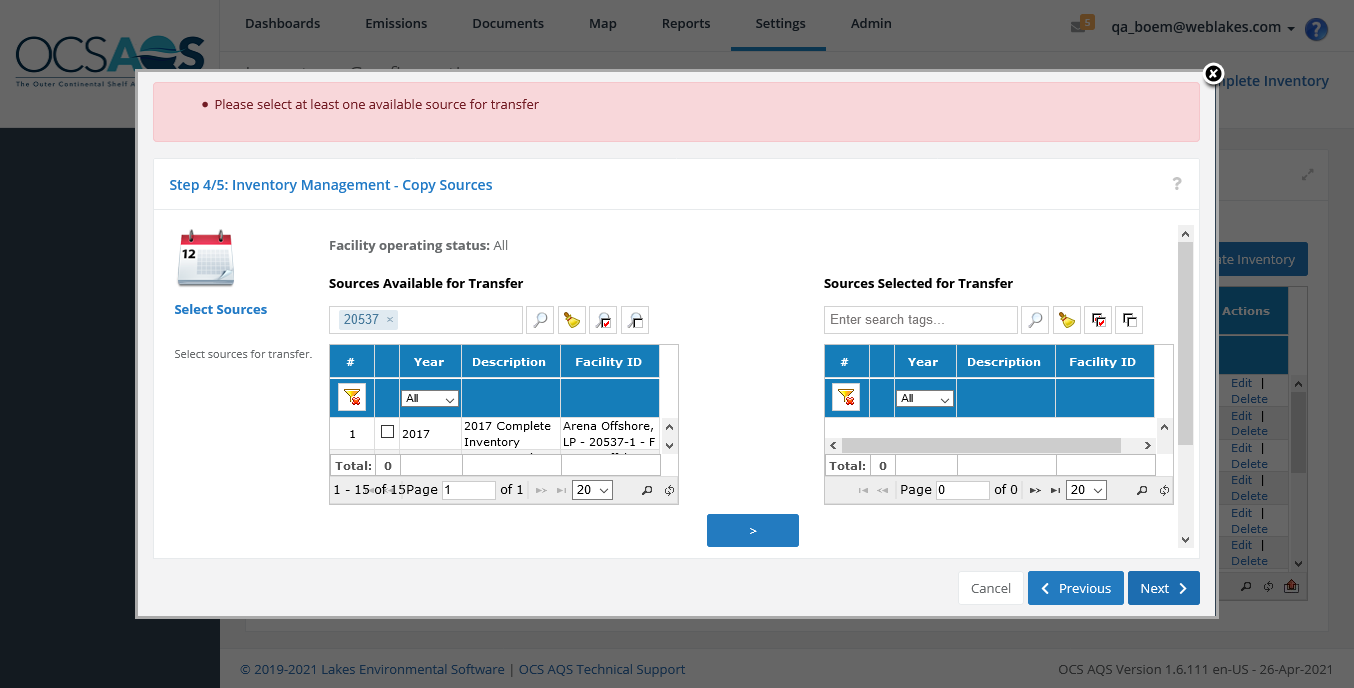 Dashboards Emissions Documents Map Reports Settings Admin 5 qa_boem@weblakes.com ?
OCSAQS
The Outer Continental Shelf A
plete Inventory
• Please select at least one available source for transfer
Step 4/5: Inventory Management - Copy Sources ?
12
Select Sources
Select sources for transfer.
Facility operating status: All
Sources Available for Transfer
20537 ×
# Year Description Facility ID
All
1 2017 2017 Complete Inventory Arena Offshore, LP - 20537-1 - F
Total: 0
1 - 15 of 15 Page 1 of 1 20
Sources Selected for Transfer
Enter search tags...
# Year Description Facility ID
All
Total: 0
Page 0 of 0 20
>
Cancel Previous Next
te Inventory
Actions
Edit |
Delete
Edit |
Delete
Edit |
Delete
Edit |
Delete
Edit |
Delete
Edit |
Delete
© 2019-2021 Lakes Environmental Software | OCS AQS Technical Support
OCS AQS Version 1.6.111 en-US - 26-Apr-2021